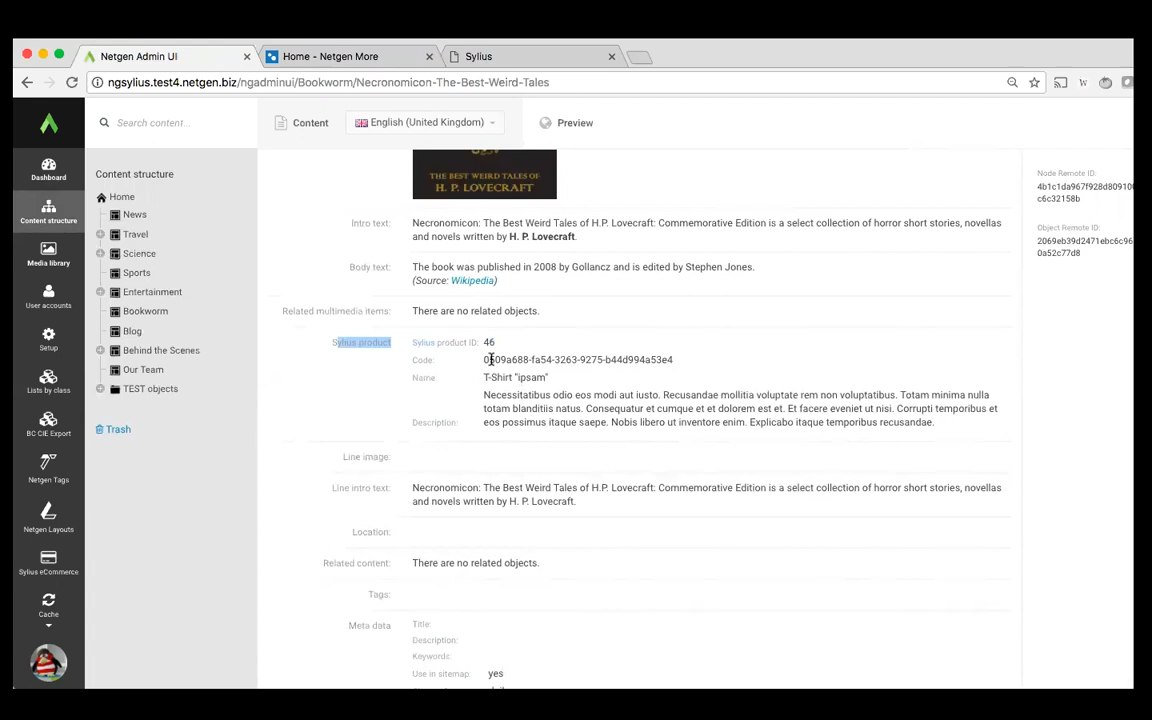 Netgen Admin UI
Home - Netgen More
Sylius
ngsylius.test4.netgen.biz/ngadminui/Bookworm/Necronomicon-The-Best-Weird-Tales
W
Search content...
Content
English (United Kingdom)
Preview
Dashboard
Content structure
Media library
User accounts
Setup
Lists by class
BC CIE Export
Netgen Tags
Netgen Layouts
Sylius eCommerce
Cache
Content structure
Home
News
Travel
Science
Sports
Entertainment
Bookworm
Blog
Behind the Scenes
Our Team
TEST objects
Trash
THE BEST WEIRD TALES
OF H. P. LOVECRAFT
Intro text:
Necronomicon: The Best Weird Tales of H.P. Lovecraft: Commemorative Edition is a select collection of horror short stories, novellas
and novels written by H. P. Lovecraft.
Body text:
The book was published in 2008 by Gollancz and is edited by Stephen Jones.
(Source: Wikipedia)
Related multimedia items:
There are no related objects.
Sylius product
Sylius product ID: 46
Code:
Name: T-Shirt "ipsam"
Description:
Necessitatibus odio eos modi aut iusto. Recusandae mollitia voluptate rem non voluptatibus. Totam minima nulla
totam blanditiis natus. Consequatur et cumque et et dolorem est et. Et facere eveniet ut nisi. Corrupti temporibus et
eos possimus itaque saepe. Nobis libero ut inventore enim. Explicabo itaque temporibus recusandae.
Line image:
Line intro text:
Necronomicon: The Best Weird Tales of H.P. Lovecraft: Commemorative Edition is a select collection of horror short stories, novellas
and novels written by H. P. Lovecraft.
Location:
Related content:
There are no related objects.
Tags:
Meta data
Title:
Description:
Keywords:
Use in sitemap: yes
Node Remote ID:
4b1c1da967f928d809100
c6c32158b
Object Remote ID:
2069eb39d2471ebc6c96
0a52c77d8